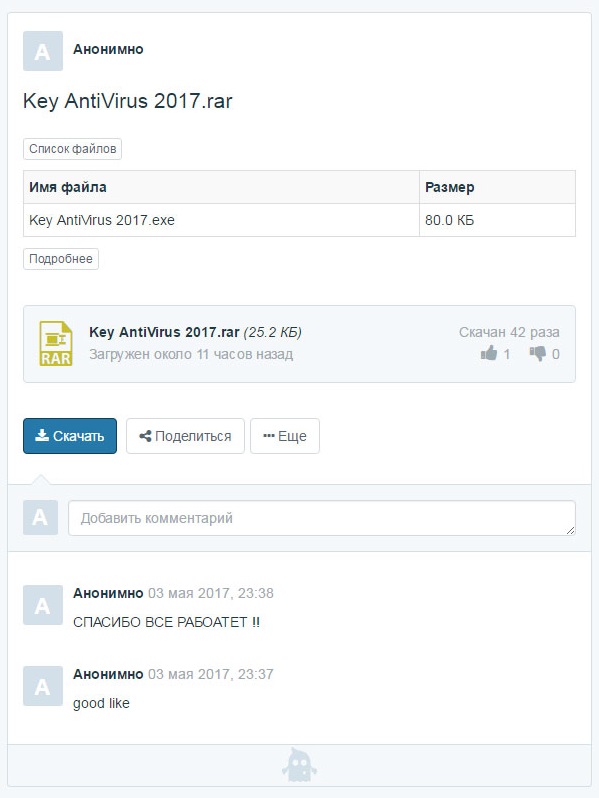 A Анонимно
Key AntiVirus 2017.rar
Список файлов
Имя файла Размер
Key AntiVirus 2017.exe 80.0 КБ
Подробнее
RAR
Key AntiVirus 2017.rar (25.2 КБ) Скачан 42 раза
Загружен около 11 часов назад 1 0
Скачать Поделиться Еще
A Добавить комментарий
A Анонимно 03 мая 2017, 23:38
СПАСИБО ВСЕ РАБОАТЕТ !!
A Анонимно 03 мая 2017, 23:37
good like